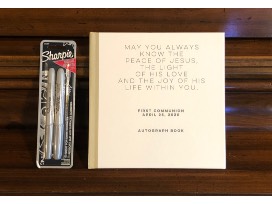 Sharpie
MAY YOU ALWAYS
KNOW THE
PEACE OF JESUS,
THE LIGHT
OF HIS LOVE
AND THE JOY OF HIS
LIFE WITHIN YOU.
FIRST COMMUNION
AUTOGRAPH BOOK